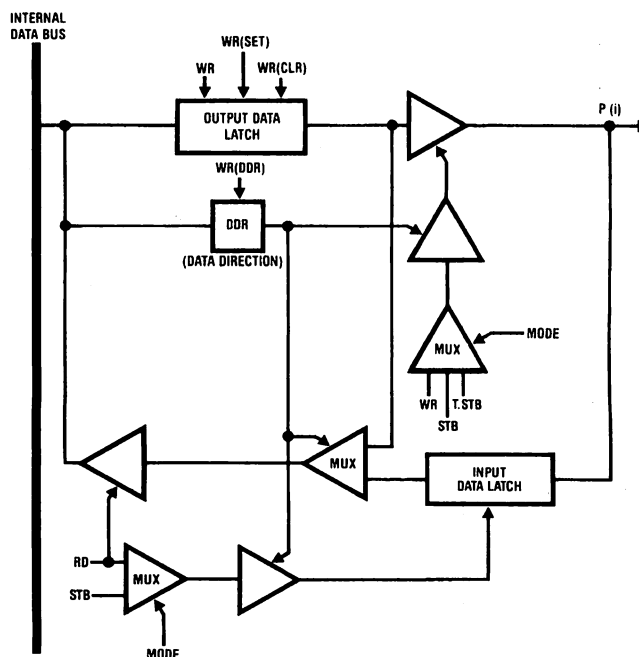 INTERNAL
DATA BUS
WR(SET)
WR
WR(CLR)
P (i)
OUTPUT DATA
LATCH
WR(DDR)
DDR
(DATA DIRECTION)
MODE
MUX
WR
T.STB
STB
MUX
INPUT
DATA LATCH
RD
MUX
STB
MODE